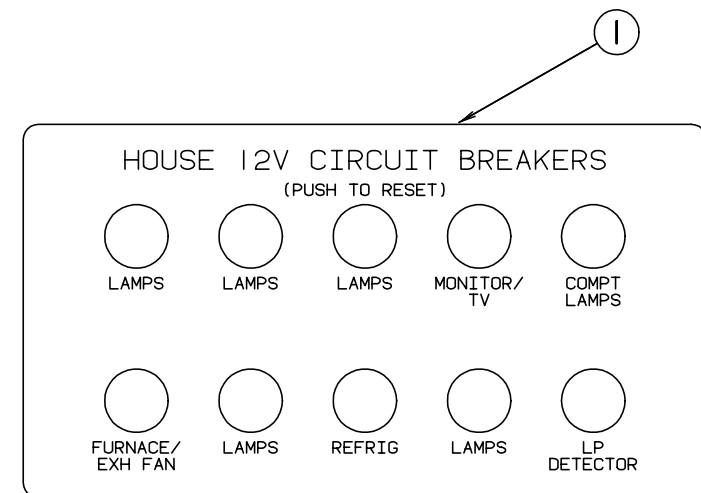 1
HOUSE 12V CIRCUIT BREAKERS
(PUSH TO RESET)
LAMPS LAMPS LAMPS MONITOR/ COMPT
TV LAMPS
FURNACE/ LAMPS REFRIG LAMPS LP
EXH FAN DETECTOR